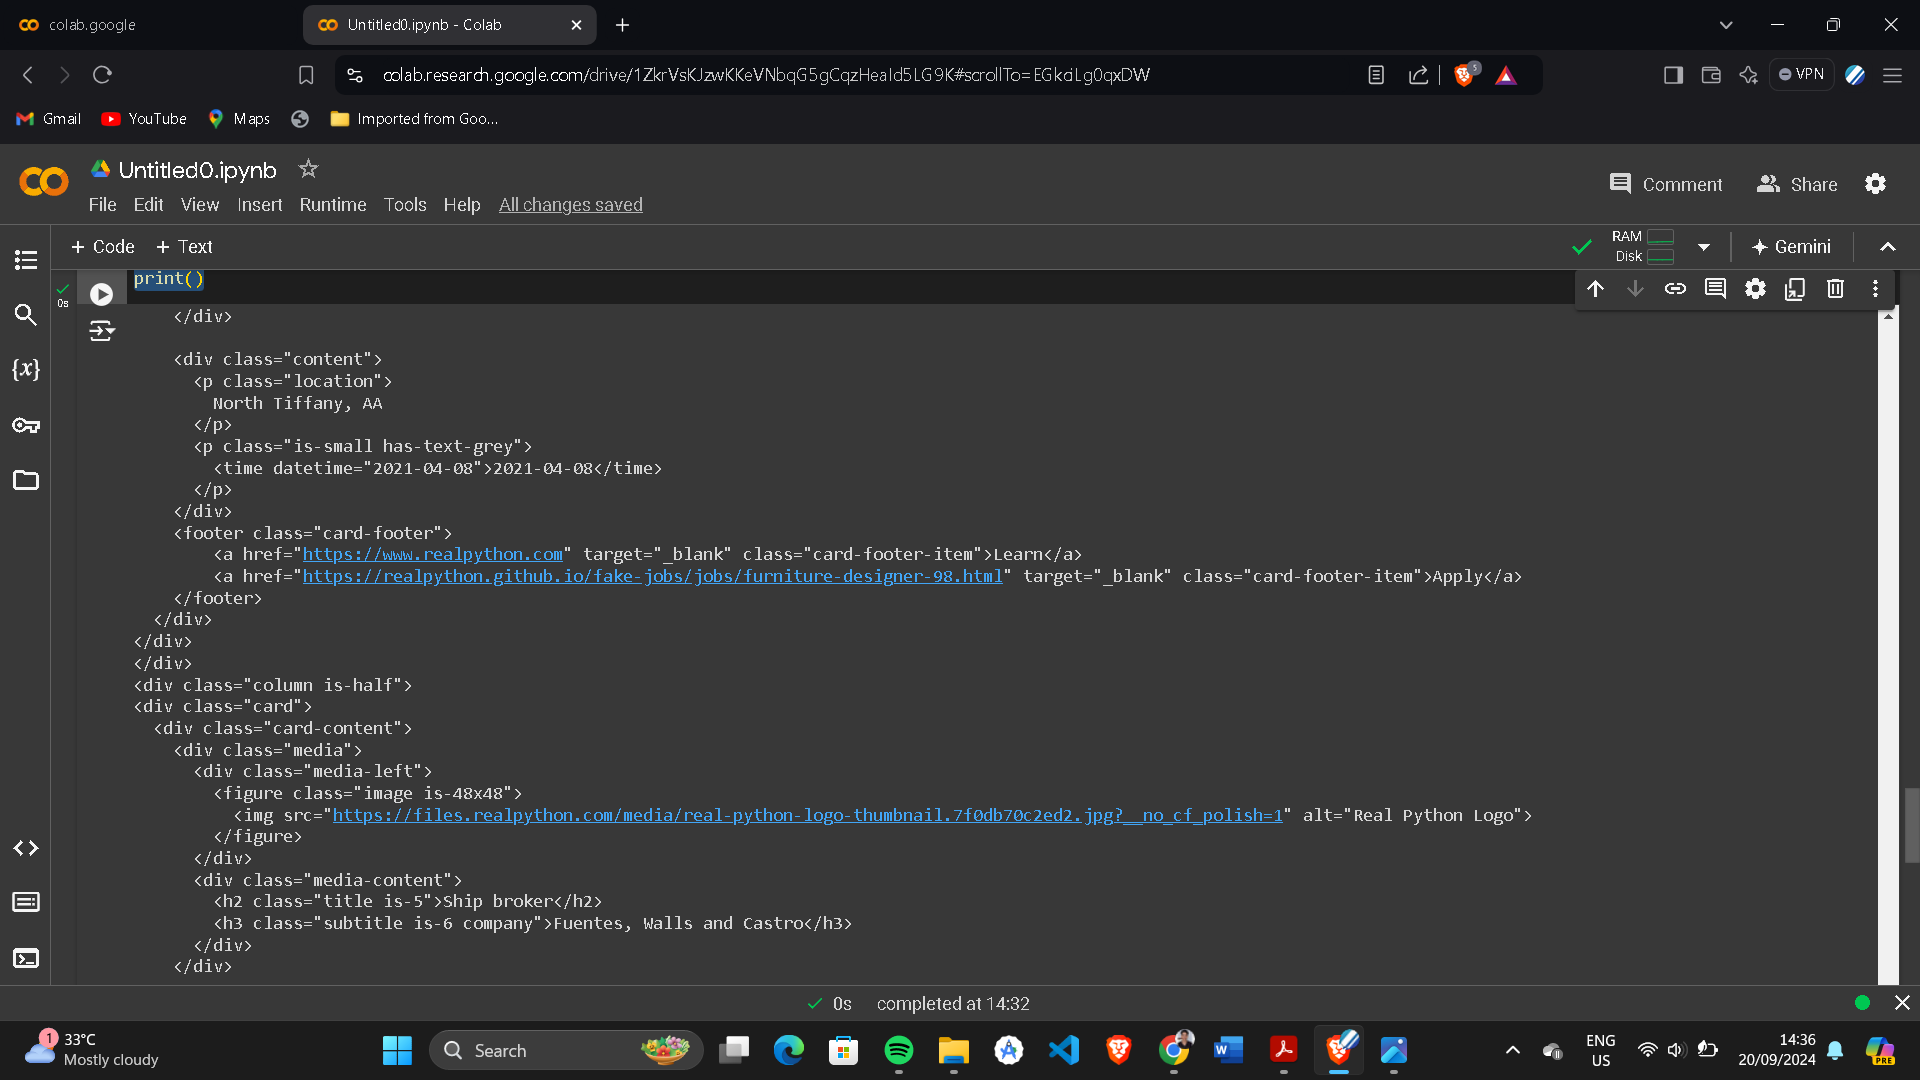 colab.google
Untitled0.ipynb - Colab
colab.research.google.com/drive/1ZkrVsKJzwKKeVNbqG5gCqzHeaId5LG9K#scrollTo=EGkciLg0qxDW
5
VPN
Gmail
YouTube
Maps
Imported from Goo...
Untitled0.ipynb
Comment
Share
File Edit View Insert Runtime Tools Help All changes saved
+ Code + Text
RAM
Disk
Gemini
print()
0s
</div>
<div class="content">
<p class="location">
North Tiffany, AA
</p>
<p class="is-small has-text-grey">
<time datetime="2021-04-08">2021-04-08</time>
</p>
</div>
<footer class="card-footer">
<a href="https://www.realpython.com" target="_blank" class="card-footer-item">Learn</a>
<a href="https://realpython.github.io/fake-jobs/jobs/furniture-designer-98.html" target="_blank" class="card-footer-item">Apply</a>
</footer>
</div>
</div>
</div>
<div class="column is-half">
<div class="card">
<div class="card-content">
<div class="media">
<div class="media-left">
<figure class="image is-48x48">
<img src="https://files.realpython.com/media/real-python-logo-thumbnail.7f0db70c2ed2.jpg?__no_cf_polish=1" alt="Real Python Logo">
</figure>
</div>
<div class="media-content">
<h2 class="title is-5">Ship broker</h2>
<h3 class="subtitle is-6 company">Fuentes, Walls and Castro</h3>
</div>
</div>
0s completed at 14:32
1
33°C
Mostly cloudy
Search
ENG
US
14:36
20/09/2024
PRE